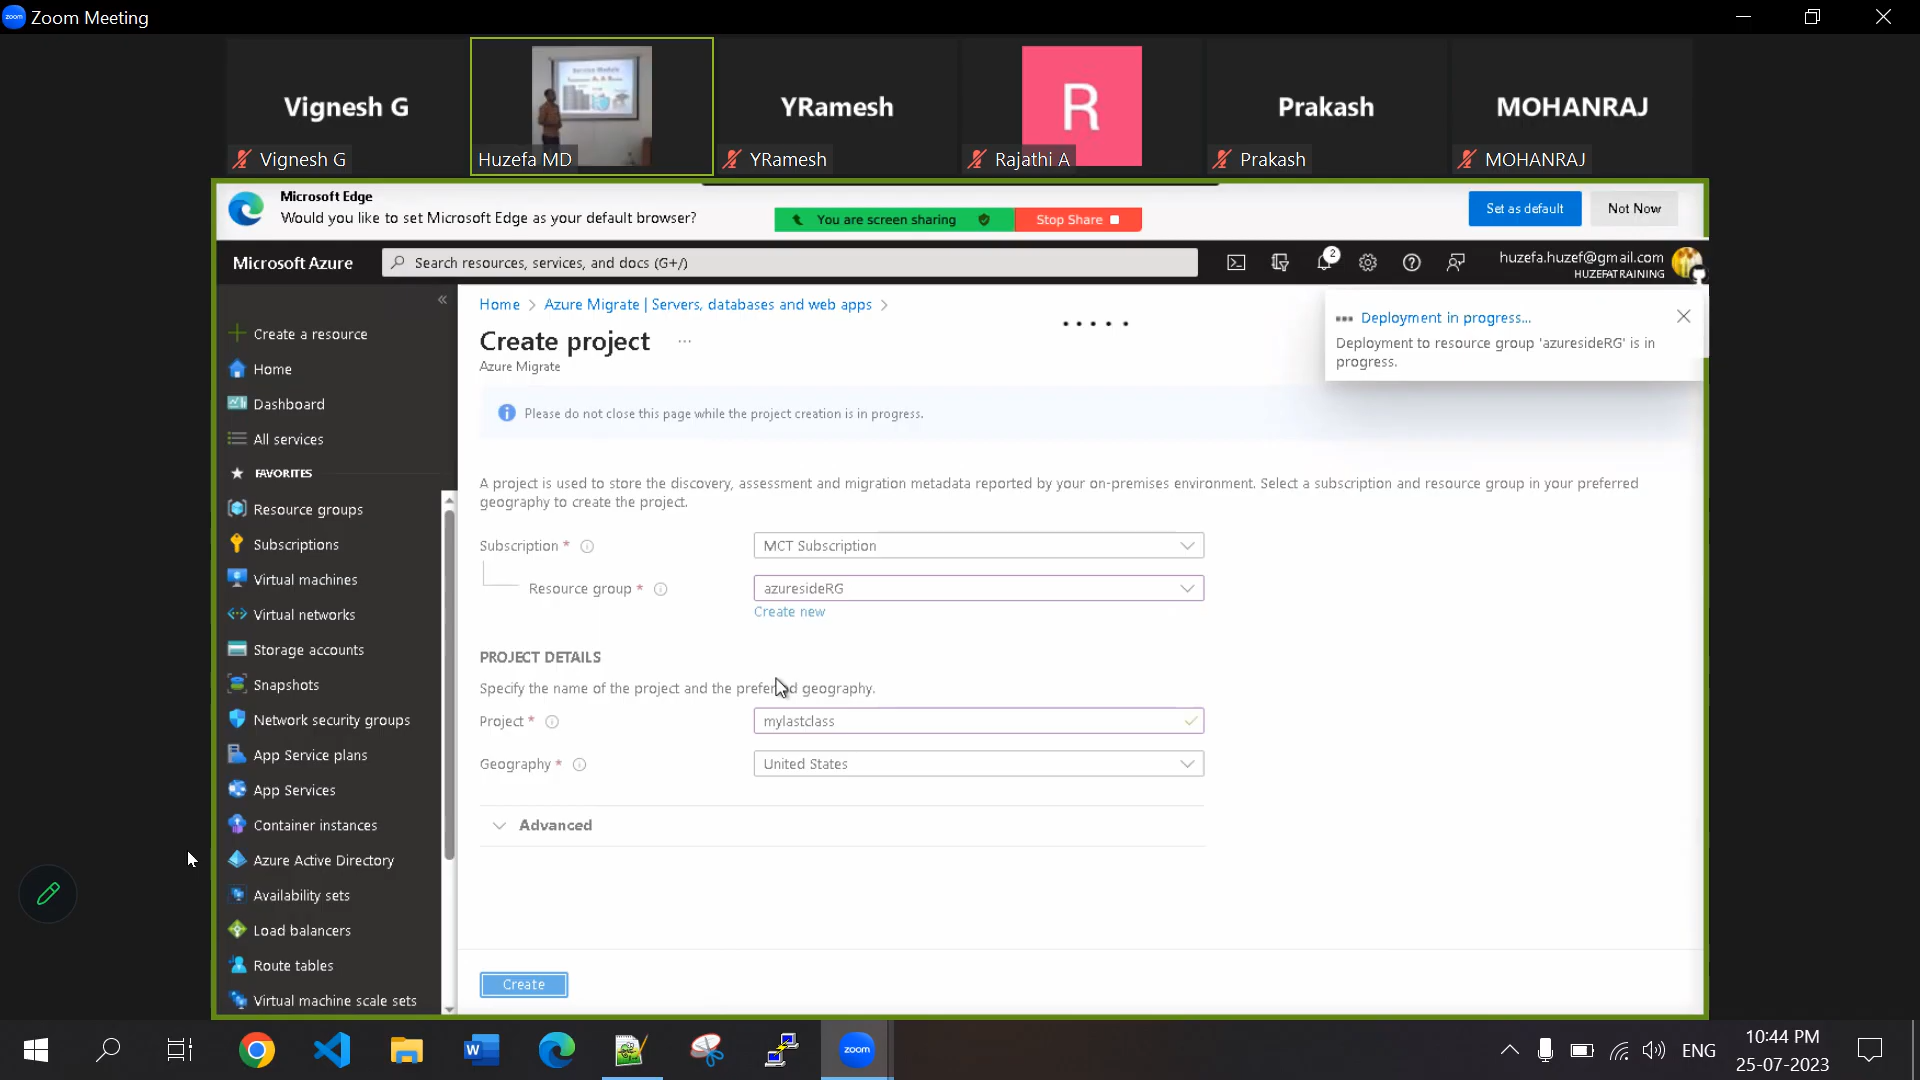 Zoom Meeting
Vignesh G
Vignesh G
Huzefa MD
YRamesh
YRamesh
R
Rajathi A
Prakash
Prakash
MOHANRAJ
MOHANRAJ
Microsoft Edge
Would you like to set Microsoft Edge as your default browser?
You are screen sharing
Stop Share
Set as default
Not Now
Microsoft Azure
Search resources, services, and docs (G+/)
2
huzefa.huzef@gmail.com
HUZEFATRAINING
Create a resource
Home
Dashboard
All services
FAVORITES
Resource groups
Subscriptions
Virtual machines
Virtual networks
Storage accounts
Snapshots
Network security groups
App Service plans
App Services
Container instances
Azure Active Directory
Availability sets
Load balancers
Route tables
Virtual machine scale sets
Home > Azure Migrate | Servers, databases and web apps >
Create project ...
Azure Migrate
Deployment in progress...
Deployment to resource group 'azuresideRG' is in
progress.
Please do not close this page while the project creation is in progress.
A project is used to store the discovery, assessment and migration metadata reported by your on-premises environment. Select a subscription and resource group in your preferred
geography to create the project.
Subscription * MCT Subscription
Resource group * azuresideRG
Create new
PROJECT DETAILS
Specify the name of the project and the preferred geography.
Project * mylastclass
Geography * United States
Advanced
Create
zoom
ENG
10:44 PM
25-07-2023